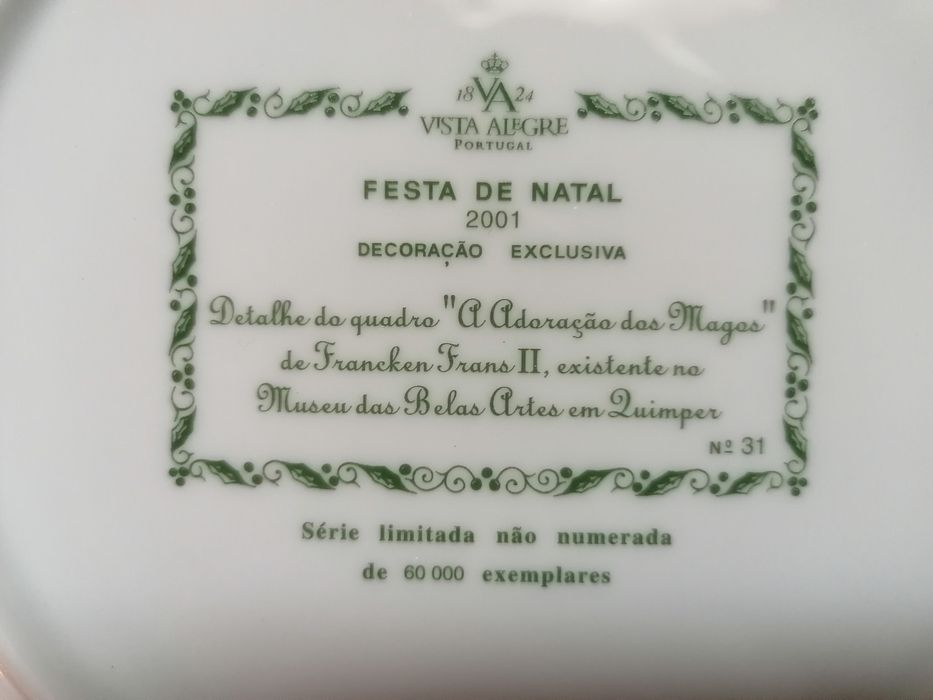 18 VA 24
VISTA ALEGRE
PORTUGAL
FESTA DE NATAL
2001
DECORAÇÃO EXCLUSIVA
Detalhe do quadro "A Adoração dos Magos"
de Francken Frans II, existente no
Museu das Belas Artes em Quimper
Nº 31
Série limitada não numerada
de 60 000 exemplares